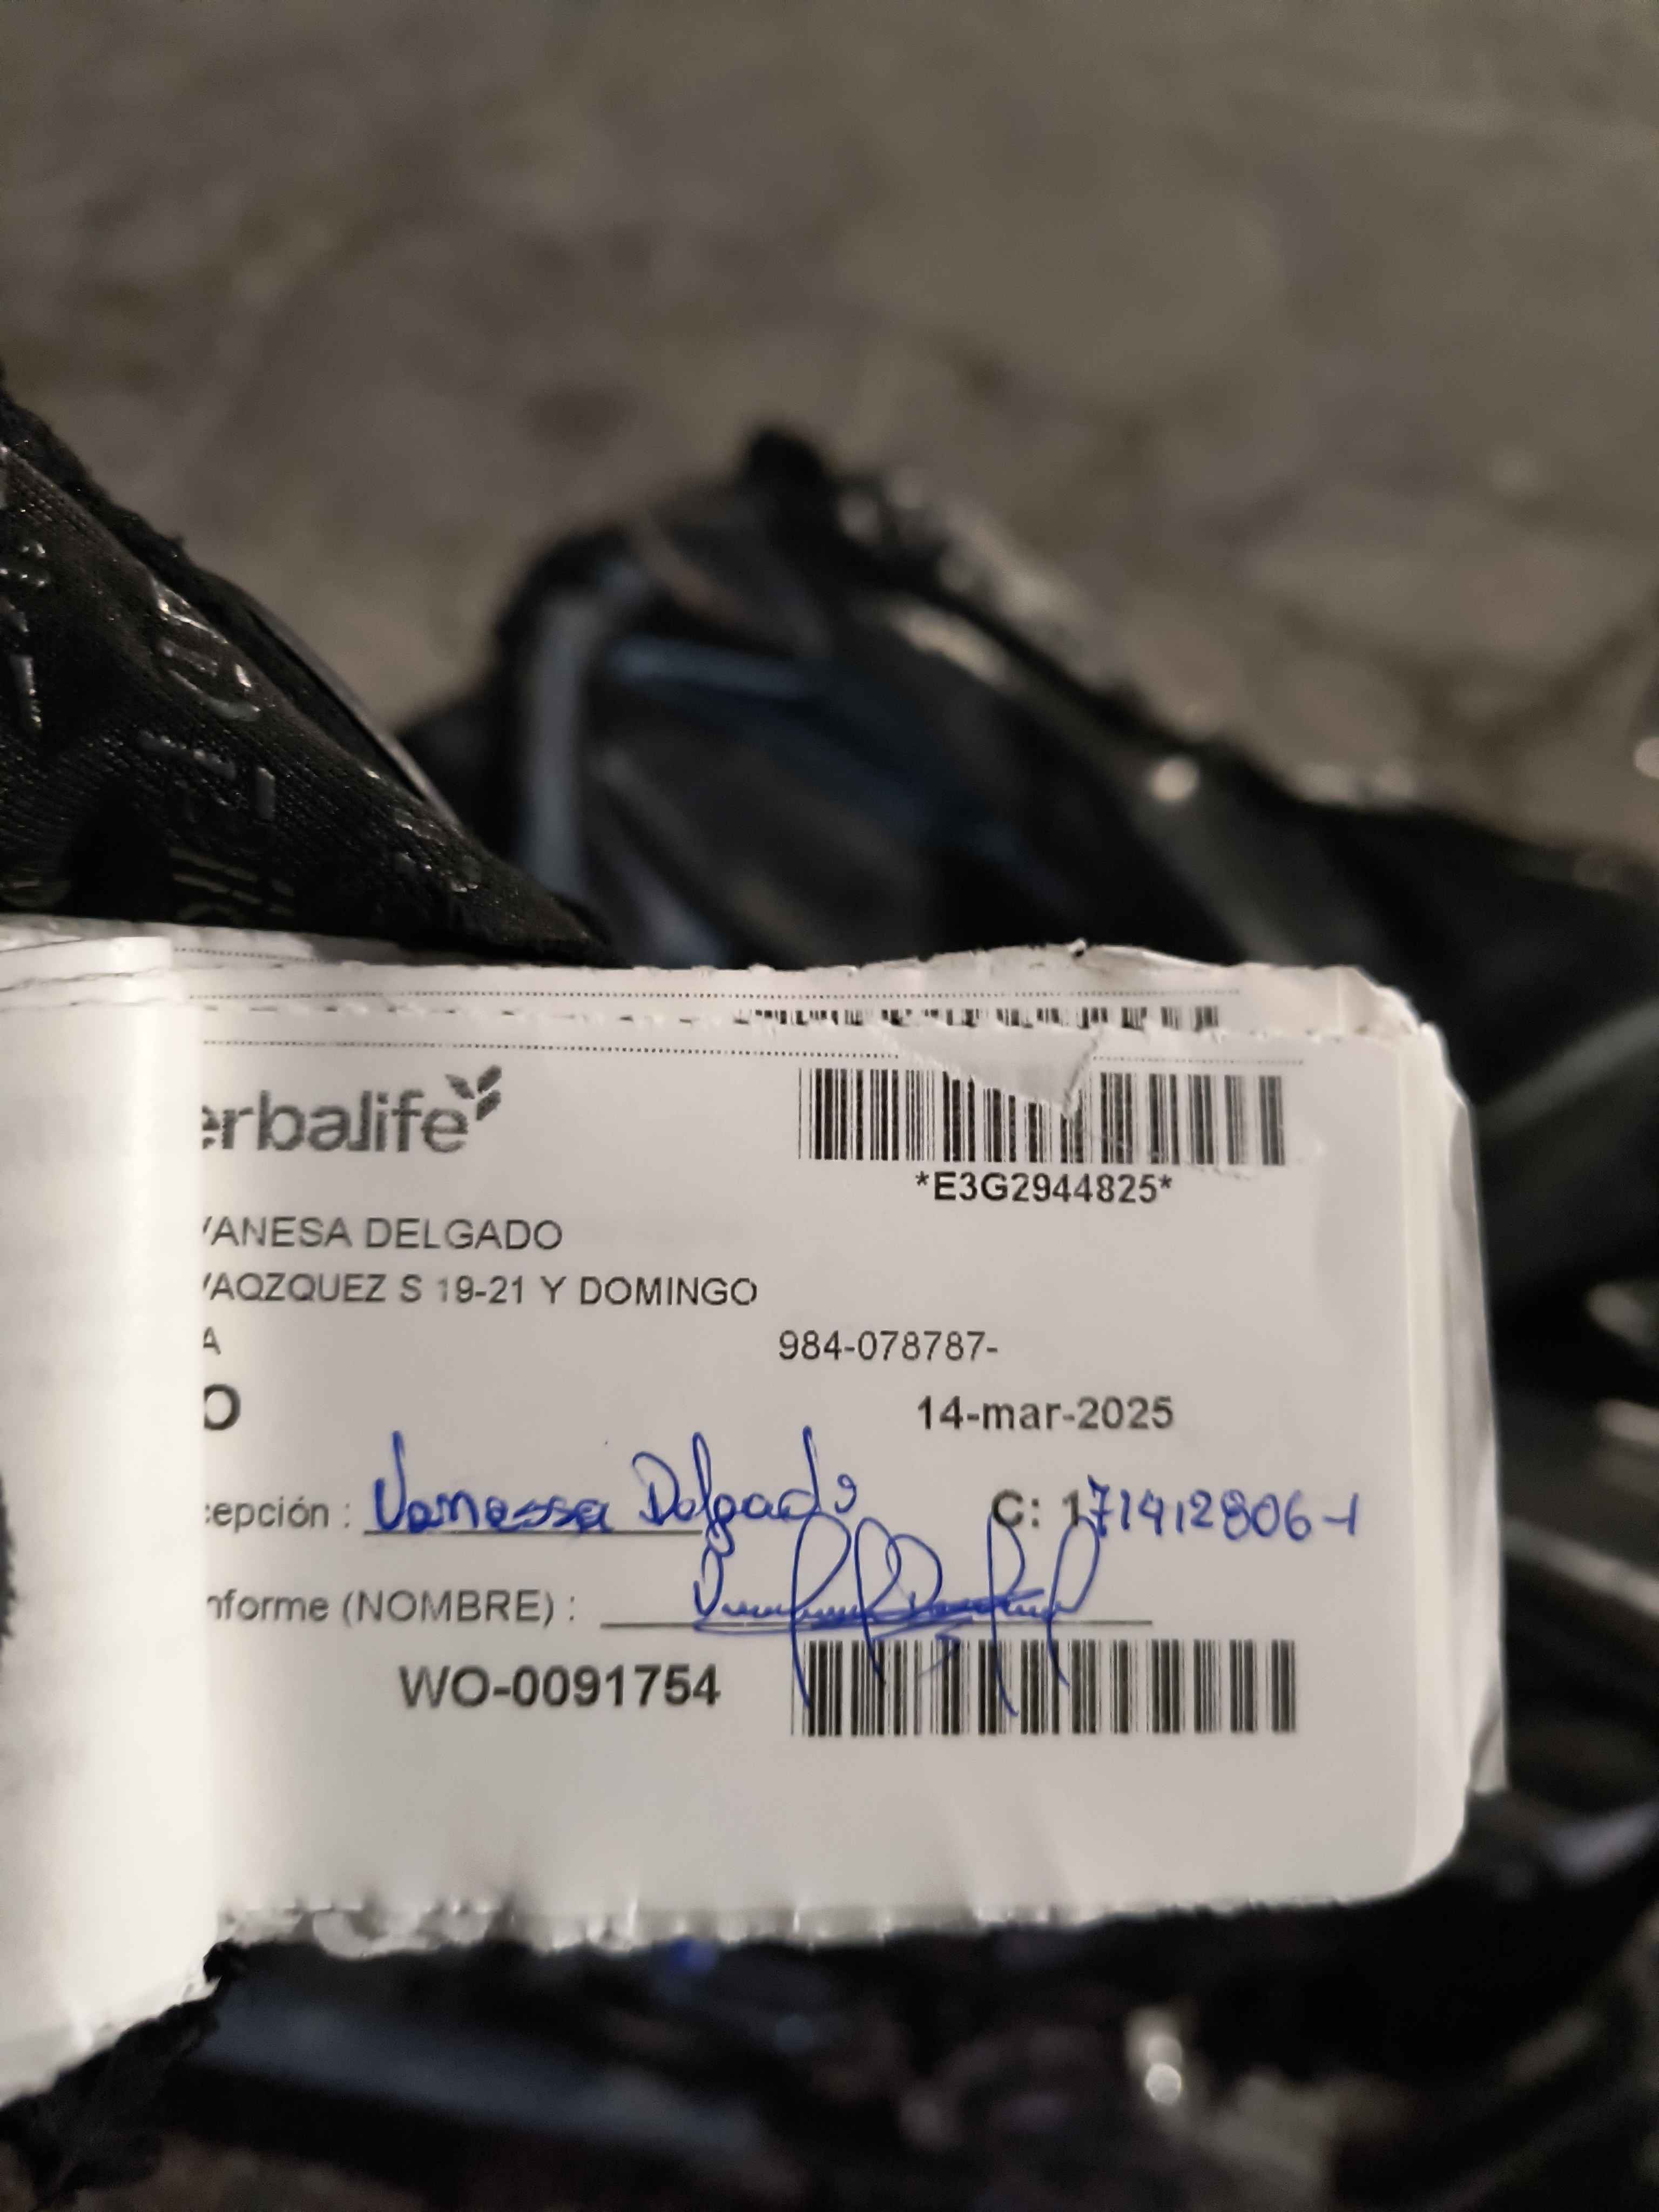 erbalife
*E3G2944825*
VANESA DELGADO
VAQZQUEZ S 19-21 Y DOMINGO
A 984-078787-
O 14-mar-2025
cepción : Vanessa Delgado C: 171412806-1
nforme (NOMBRE) :
WO-0091754